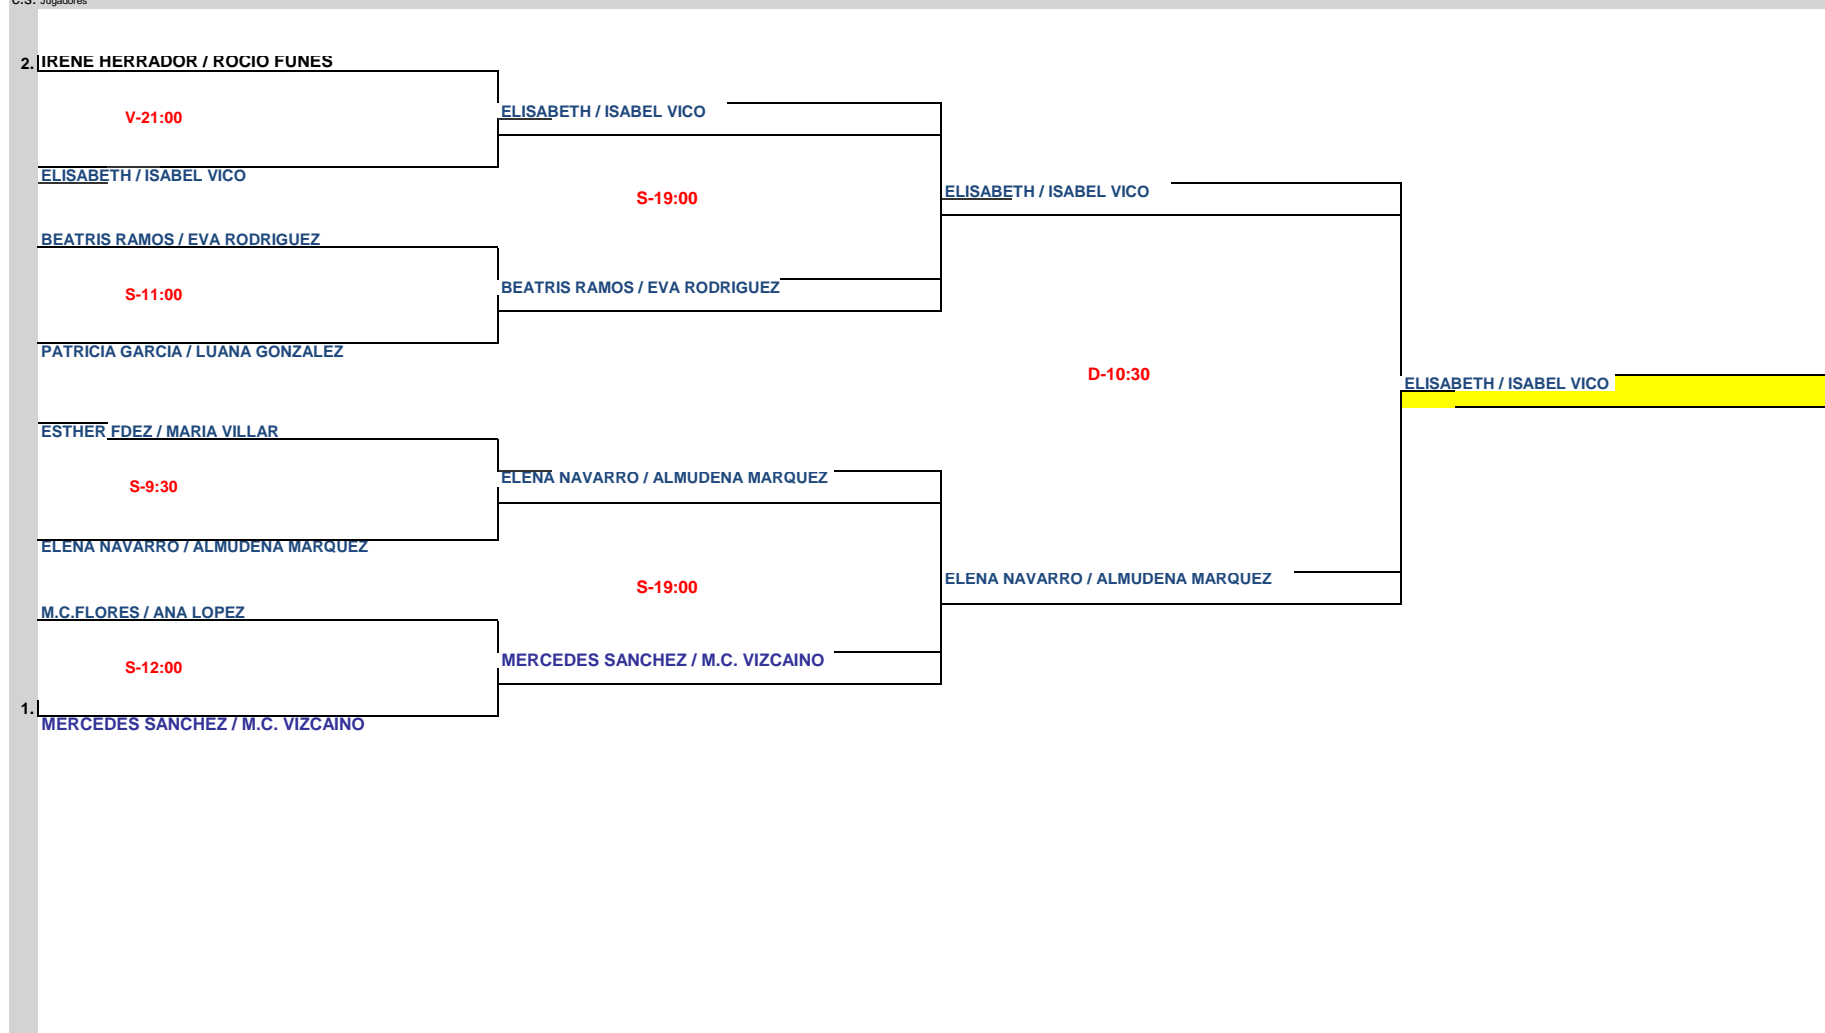 C.S. Jugadores
2. IRENE HERRADOR / ROCIO FUNES
V-21:00
ELISABETH / ISABEL VICO
ELISABETH / ISABEL VICO
S-19:00
ELISABETH / ISABEL VICO
BEATRIS RAMOS / EVA RODRIGUEZ
S-11:00
BEATRIS RAMOS / EVA RODRIGUEZ
PATRICIA GARCIA / LUANA GONZALEZ
D-10:30
ELISABETH / ISABEL VICO
ESTHER FDEZ / MARIA VILLAR
S-9:30
ELENA NAVARRO / ALMUDENA MARQUEZ
ELENA NAVARRO / ALMUDENA MARQUEZ
S-19:00
ELENA NAVARRO / ALMUDENA MARQUEZ
M.C.FLORES / ANA LOPEZ
S-12:00
MERCEDES SANCHEZ / M.C. VIZCAINO
1. MERCEDES SANCHEZ / M.C. VIZCAINO